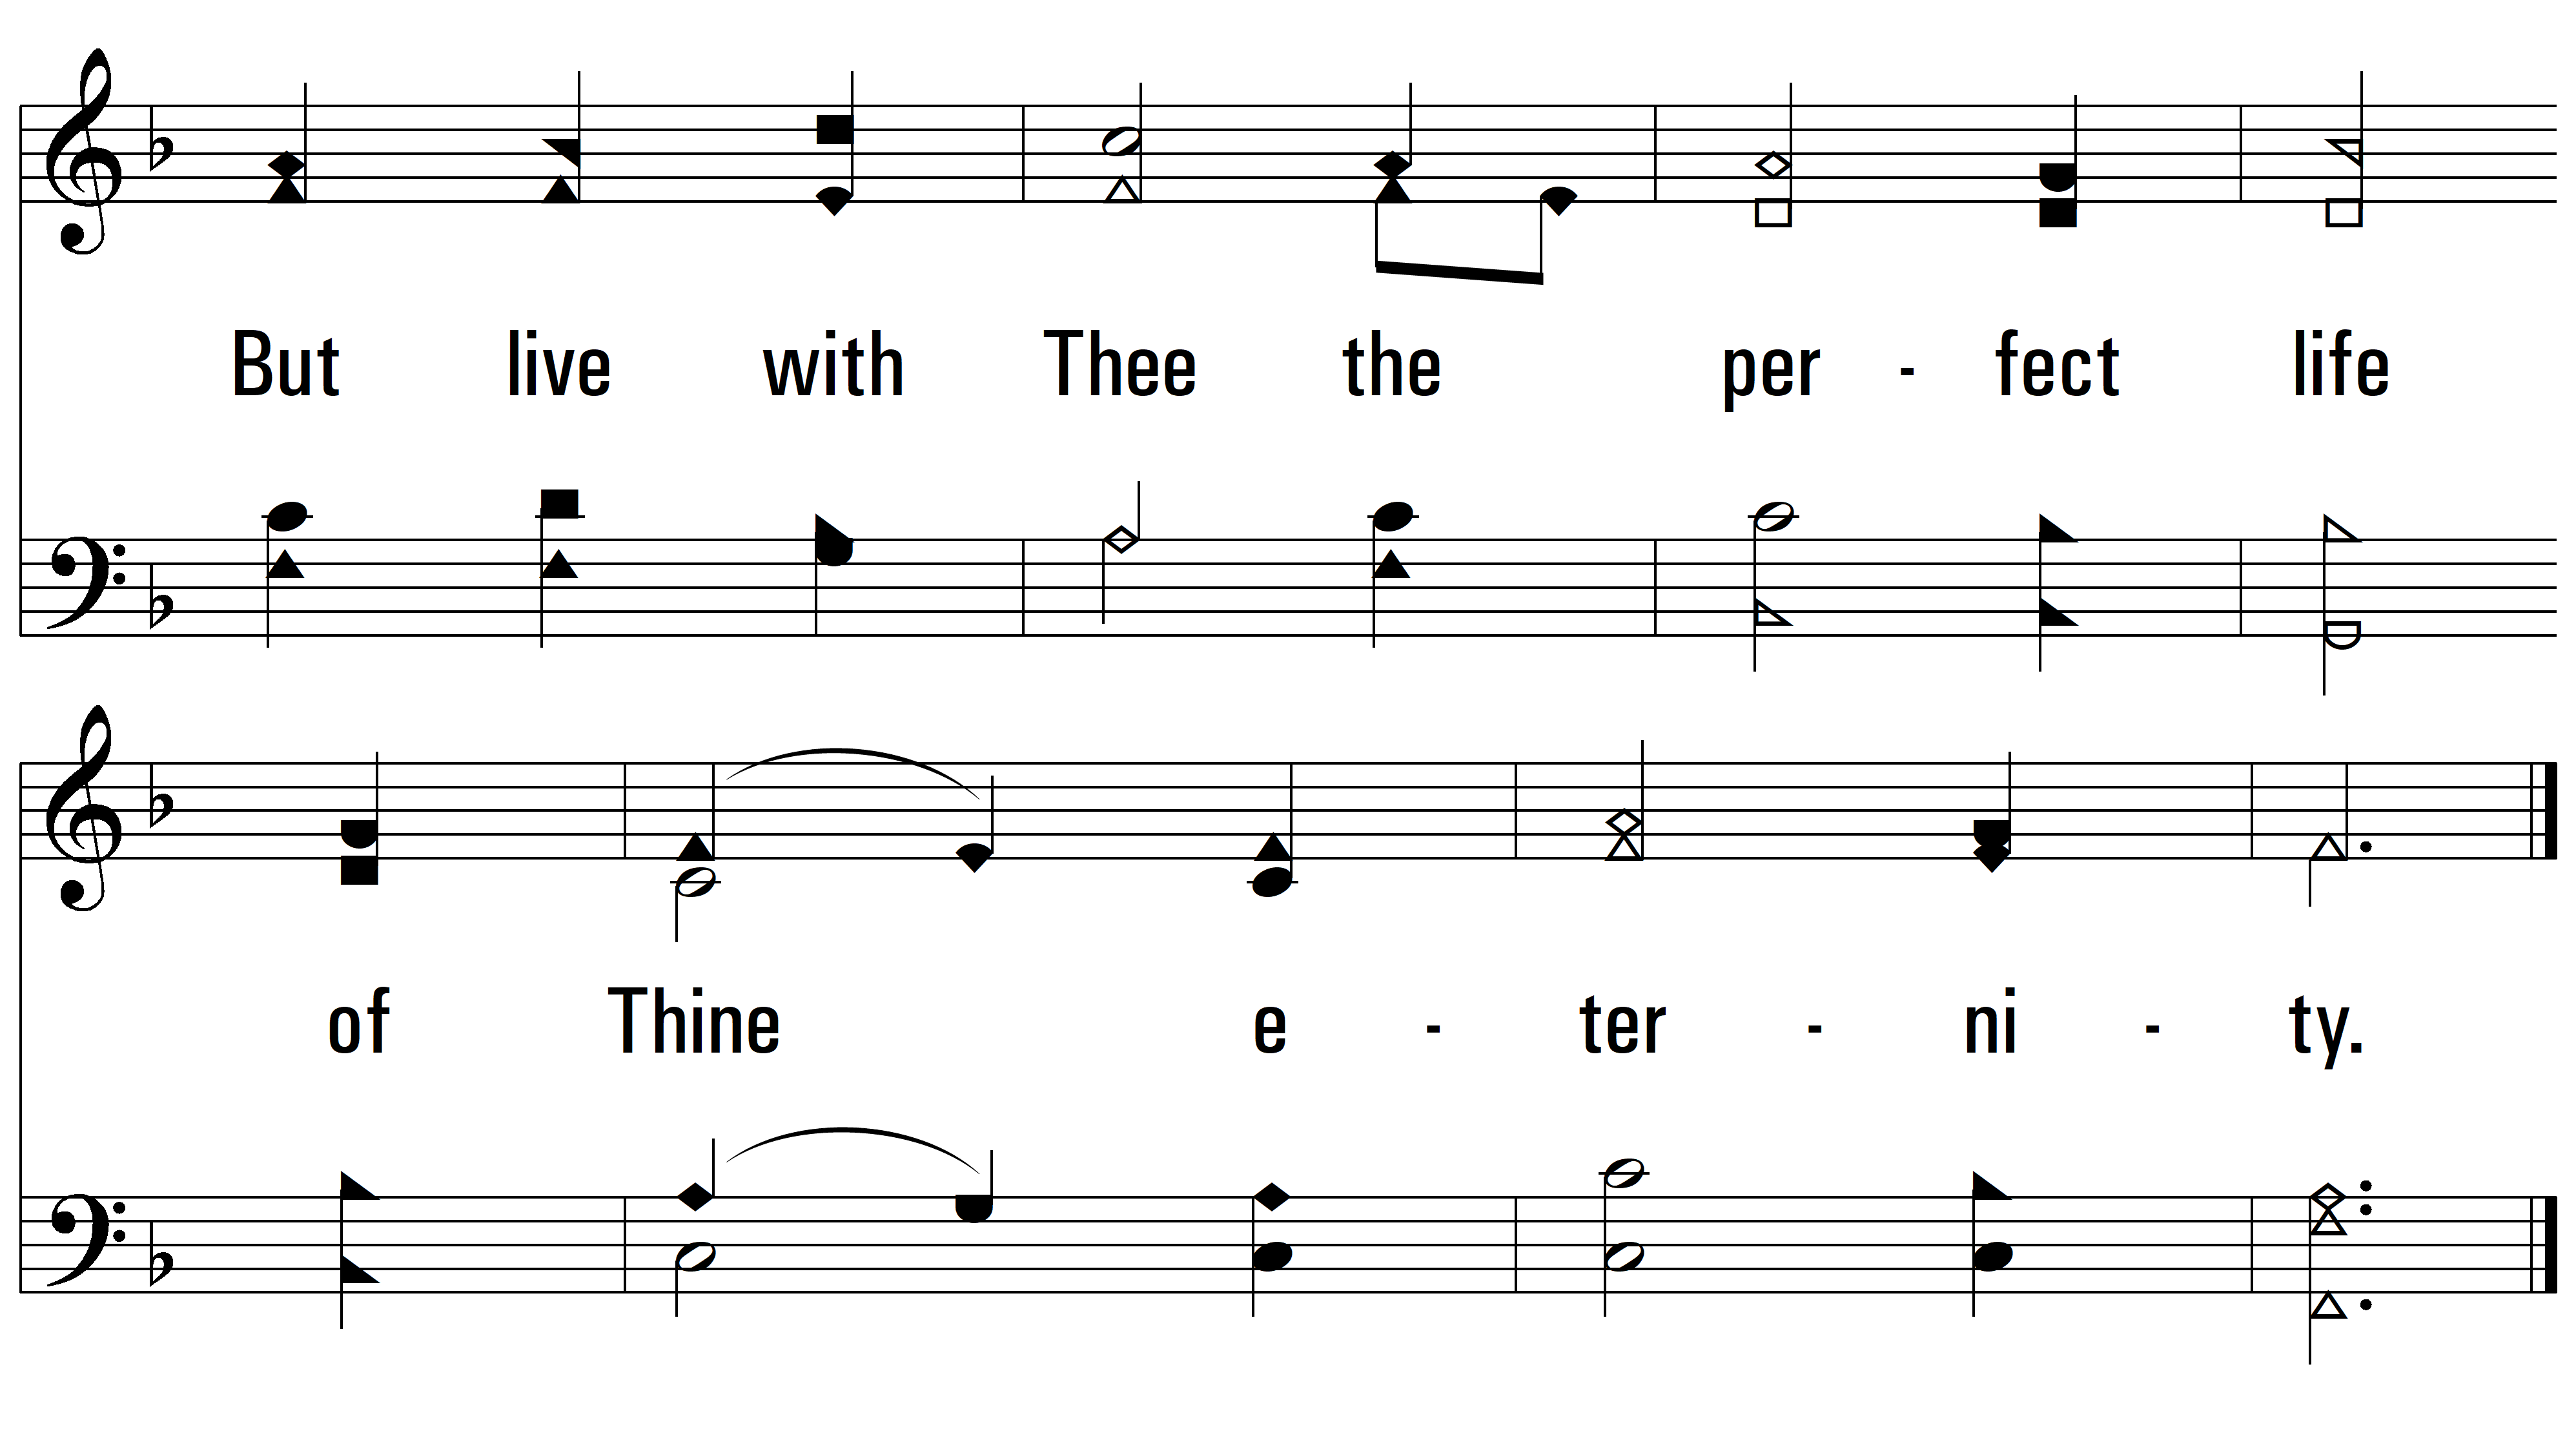 But live with Thee the per - fect life
of Thine e - ter - ni - ty.